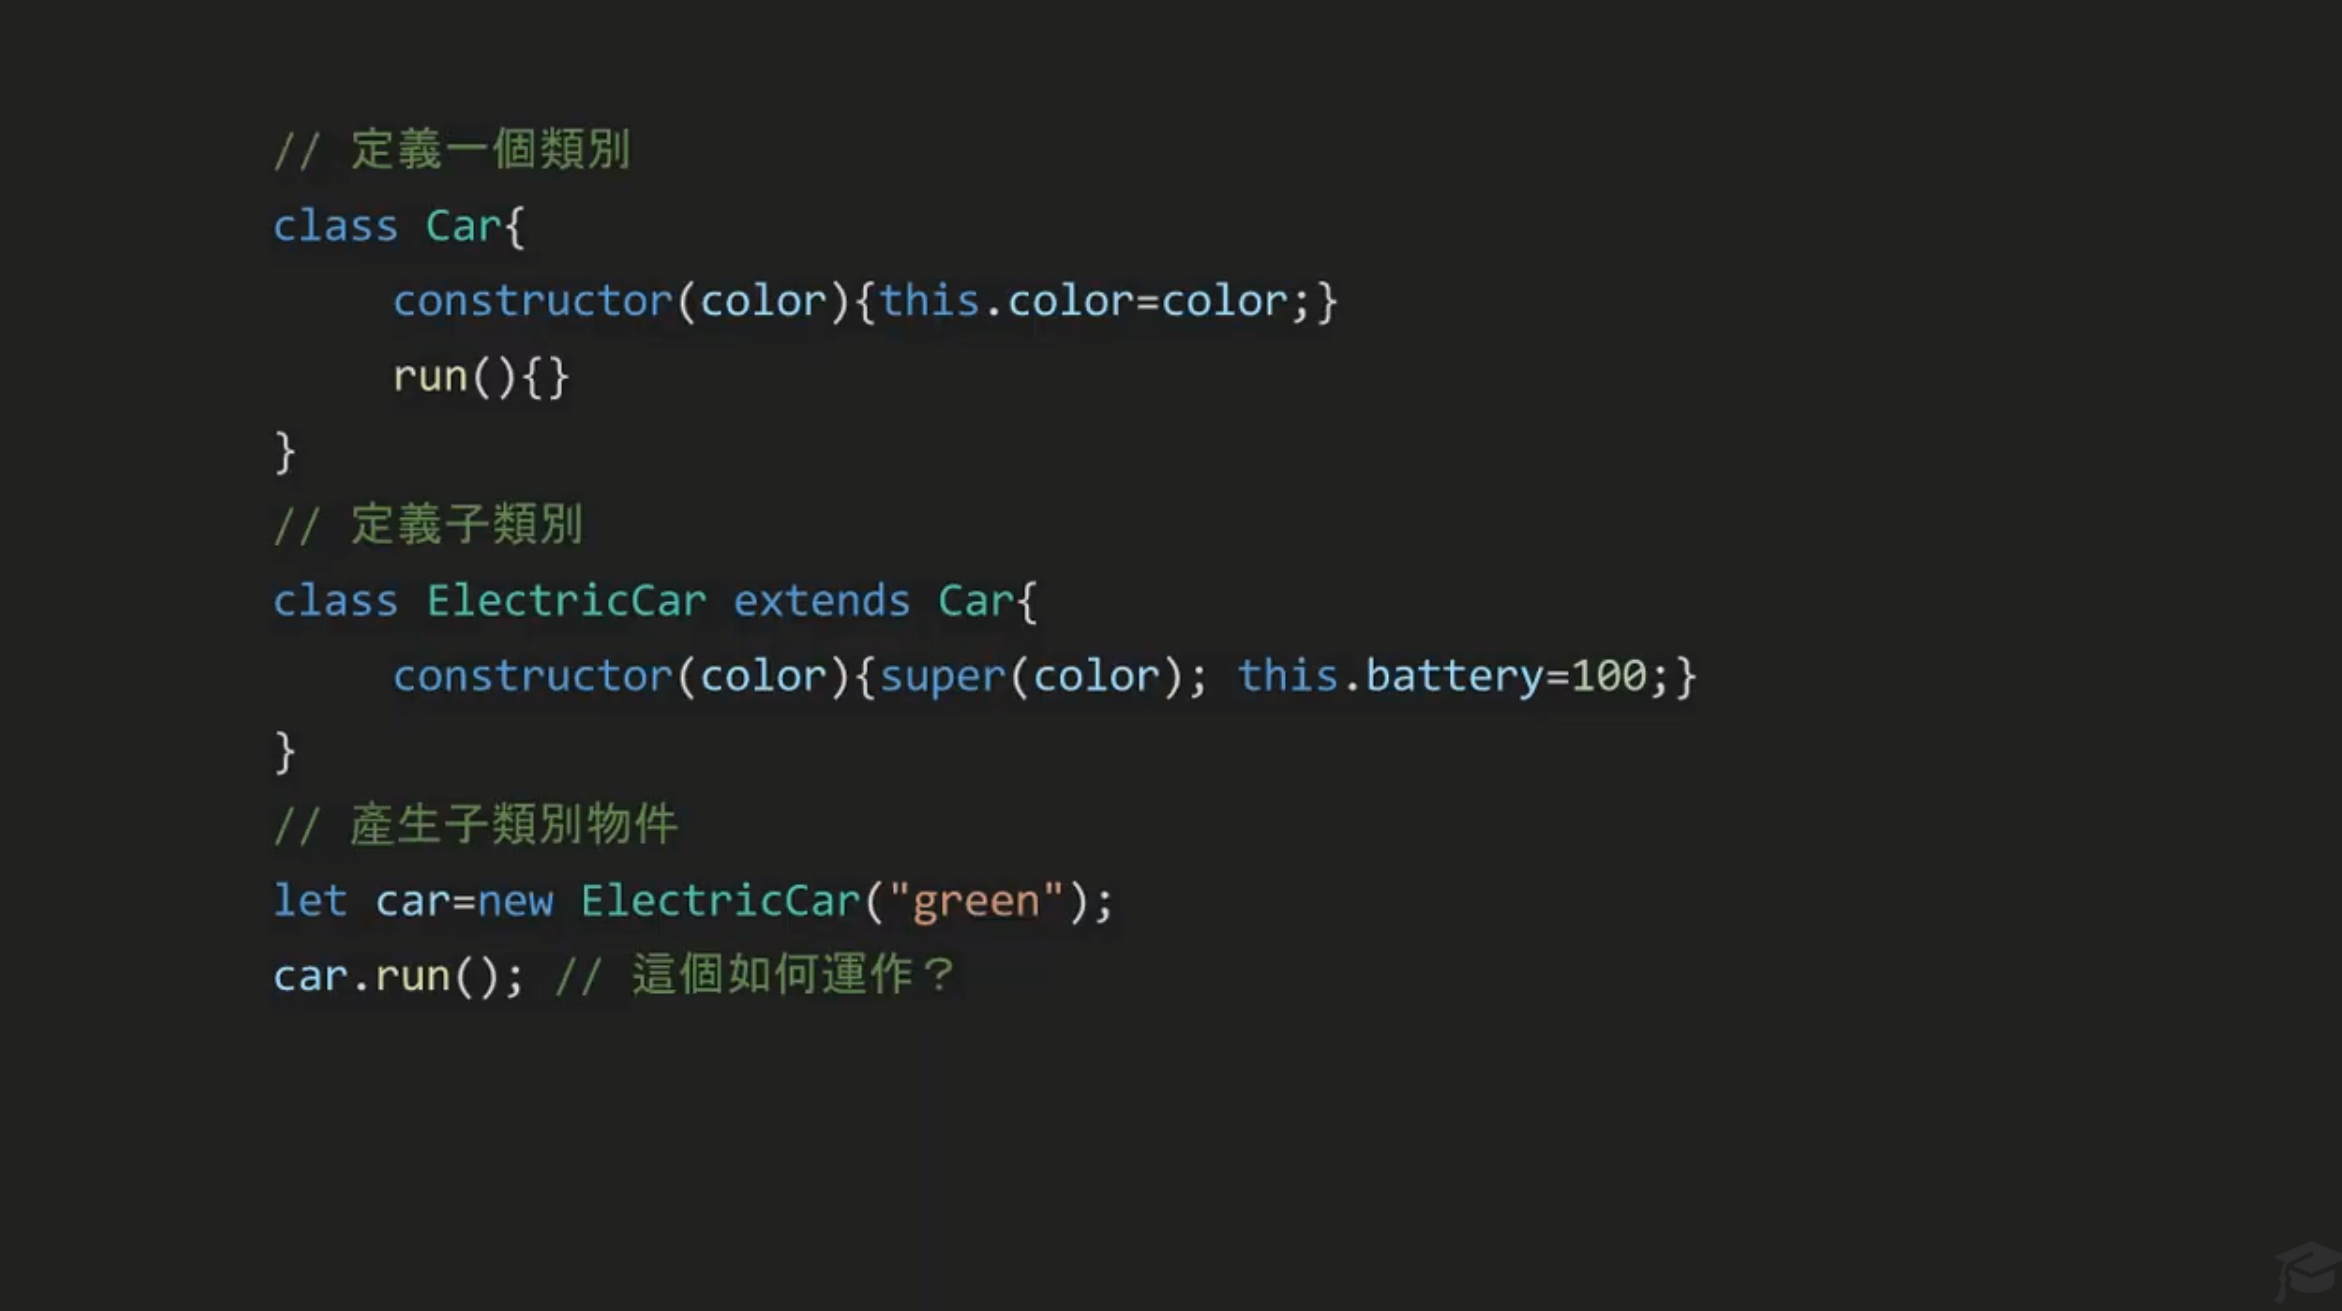 // 定義一個類別
class Car{
constructor(color){this.color=color;}
run(){}
}
// 定義子類別
class ElectricCar extends Car{
constructor(color){super(color); this.battery=100;}
}
// 產生子類別物件
let car=new ElectricCar("green");
car.run(); // 這個如何運作？